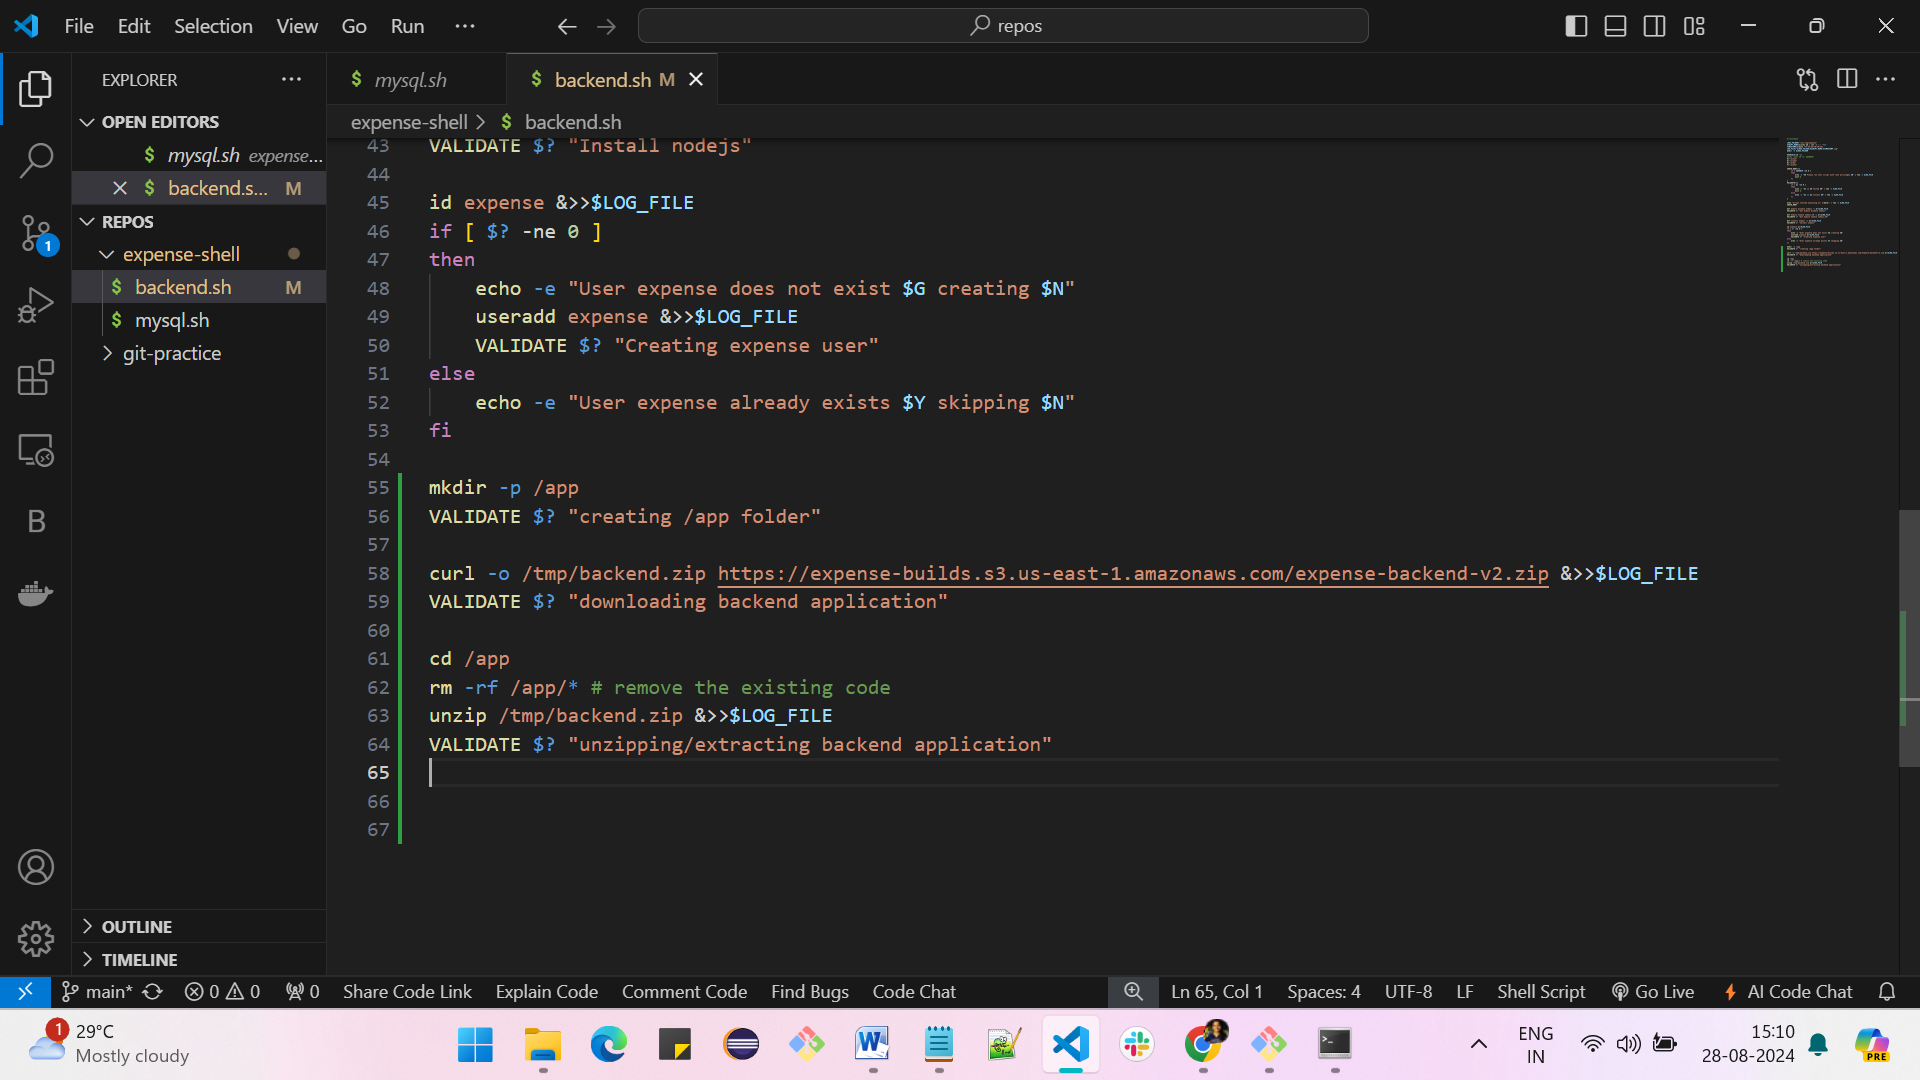 File Edit Selection View Go Run ···
repos
EXPLORER
OPEN EDITORS
$ mysql.sh expense...
$ backend.s... M
REPOS
expense-shell
$ backend.sh M
$ mysql.sh
git-practice
OUTLINE
TIMELINE
1
B
$ mysql.sh
$ backend.sh M
expense-shell > $ backend.sh
43 VALIDATE $? "Install nodejs"
44
45 id expense &>>$LOG_FILE
46 if [ $? -ne 0 ]
47 then
48     echo -e "User expense does not exist $G creating $N"
49     useradd expense &>>$LOG_FILE
50     VALIDATE $? "Creating expense user"
51 else
52     echo -e "User expense already exists $Y skipping $N"
53 fi
54
55 mkdir -p /app
56 VALIDATE $? "creating /app folder"
57
58 curl -o /tmp/backend.zip https://expense-builds.s3.us-east-1.amazonaws.com/expense-backend-v2.zip &>>$LOG_FILE
59 VALIDATE $? "downloading backend application"
60
61 cd /app
62 rm -rf /app/* # remove the existing code
63 unzip /tmp/backend.zip &>>$LOG_FILE
64 VALIDATE $? "unzipping/extracting backend application"
65
66
67
main* 0 0 0 Share Code Link Explain Code Comment Code Find Bugs Code Chat Ln 65, Col 1 Spaces: 4 UTF-8 LF Shell Script Go Live AI Code Chat
1 29°C
Mostly cloudy
ENG
IN
15:10
28-08-2024
PRE